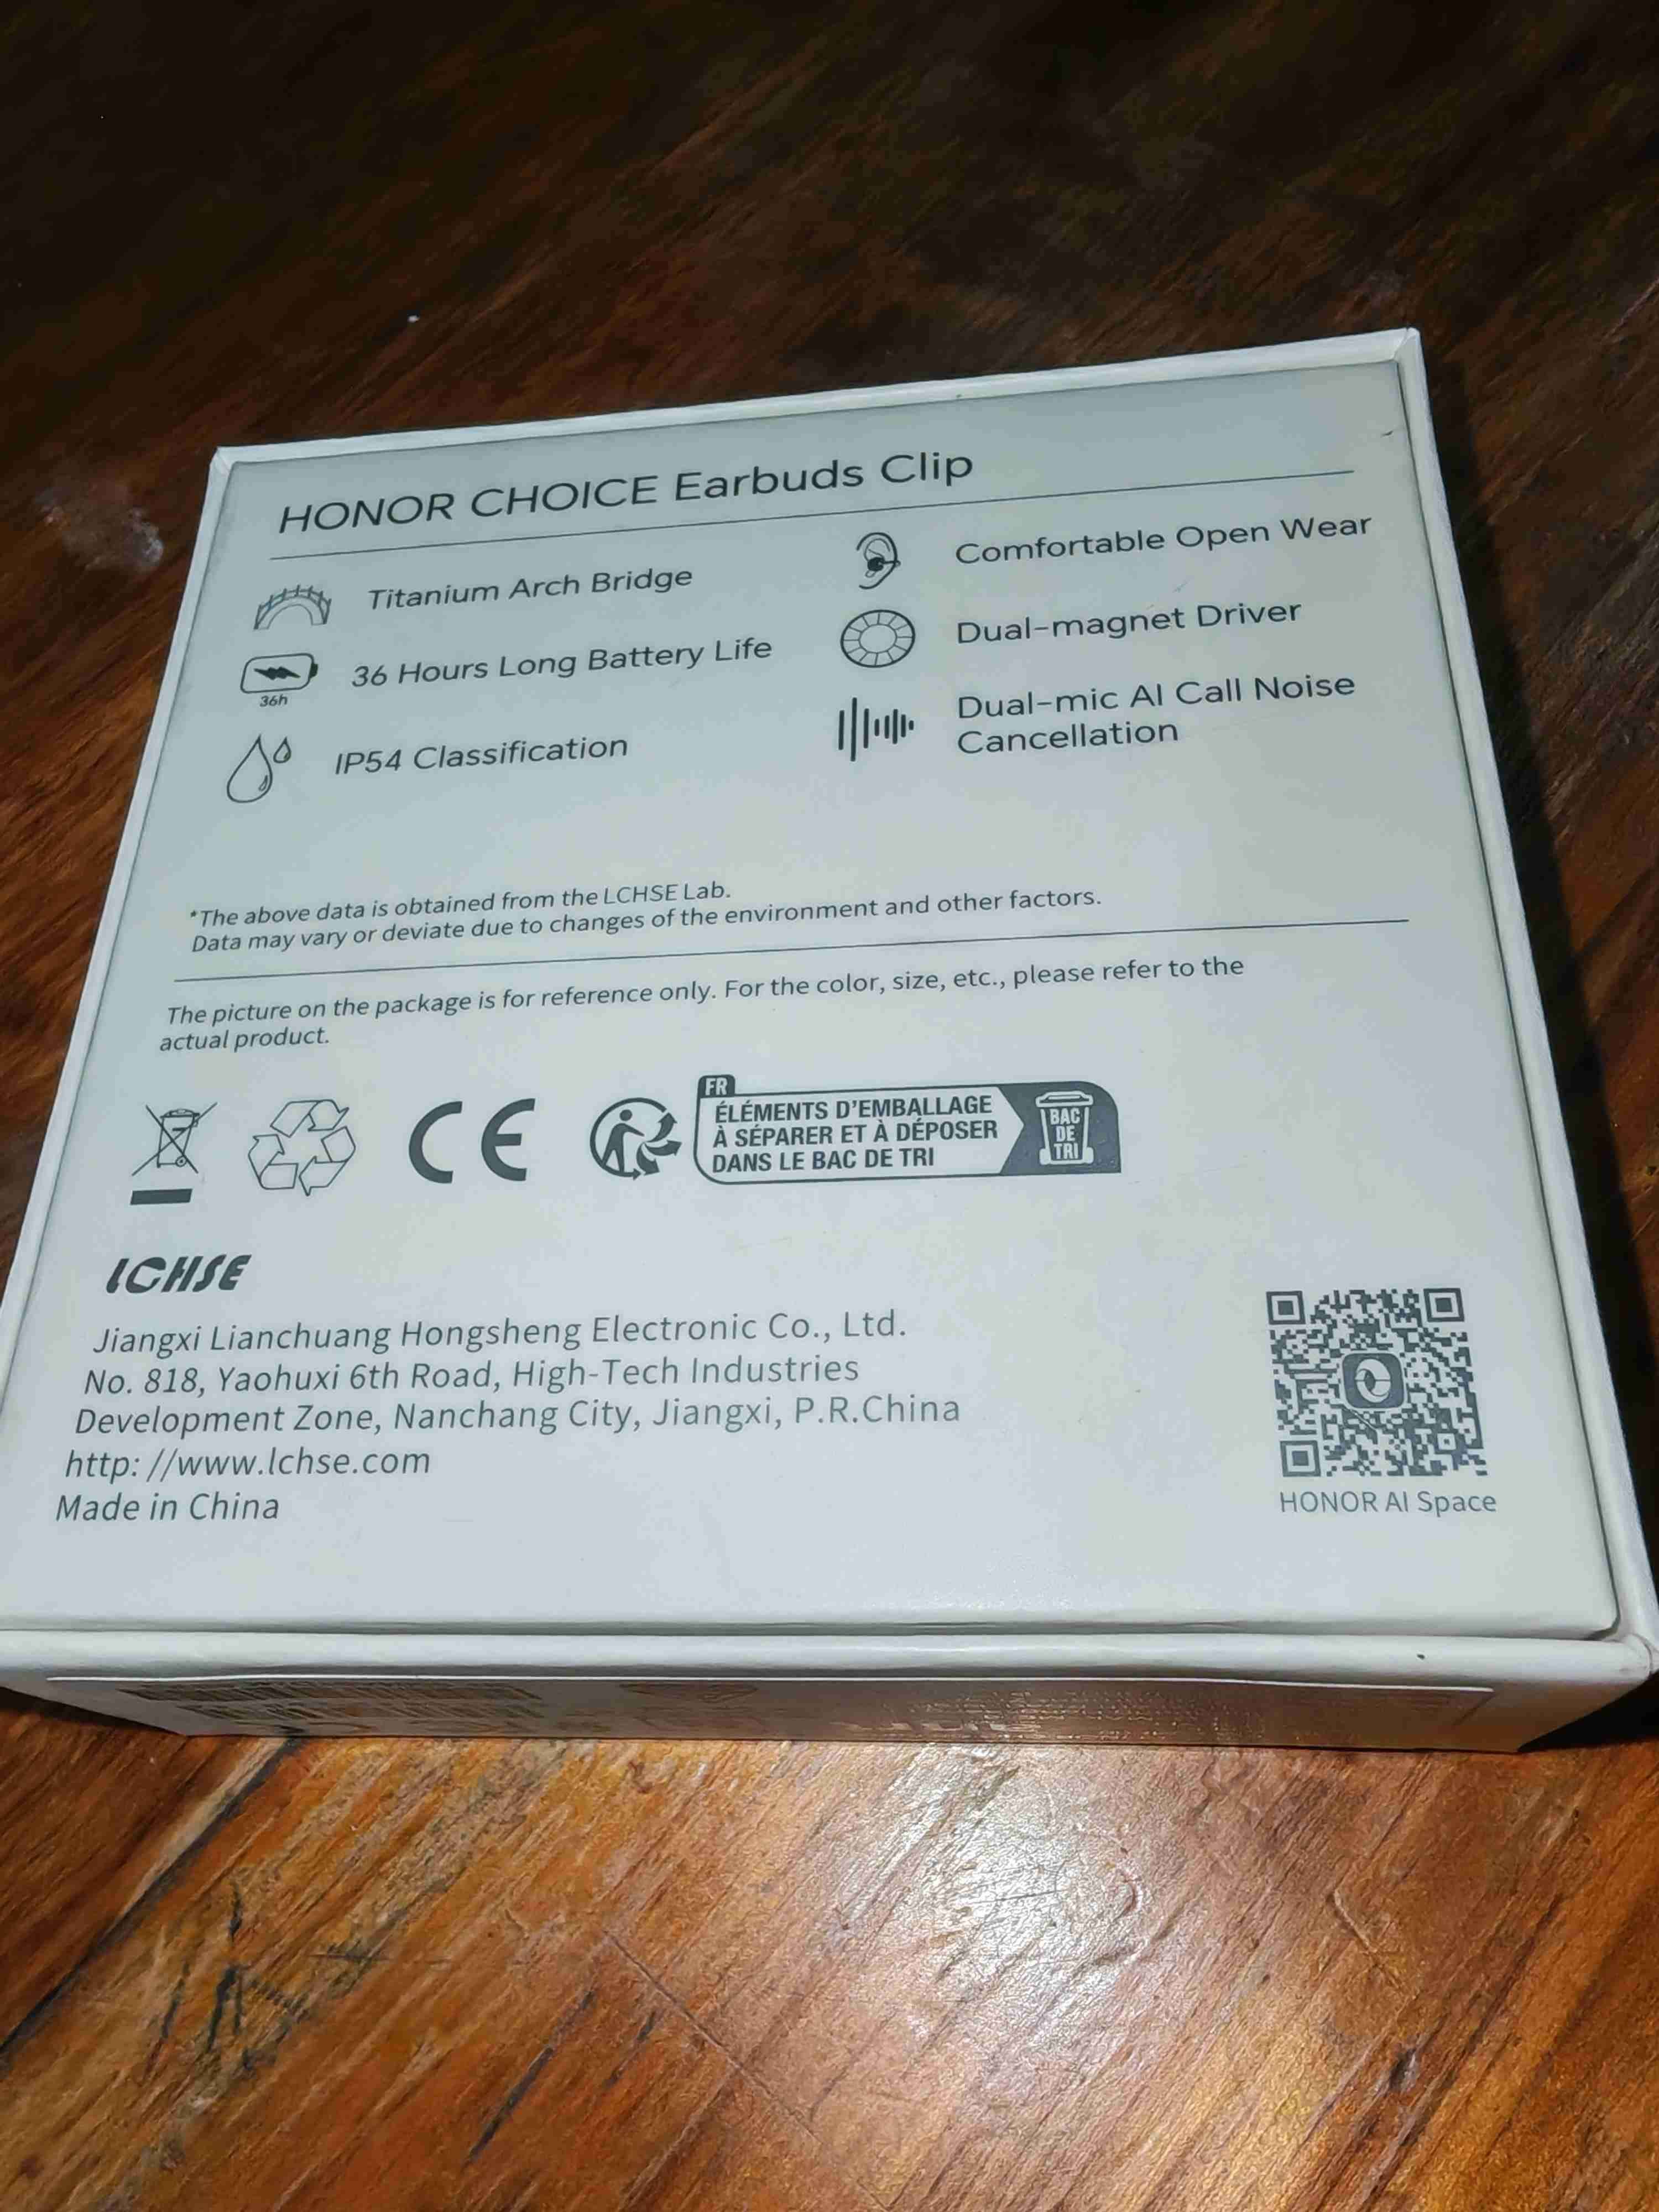 HONOR CHOICE Earbuds Clip
Titanium Arch Bridge
Comfortable Open Wear
36h
36 Hours Long Battery Life
Dual-magnet Driver
IP54 Classification
Dual-mic AI Call Noise
Cancellation
*The above data is obtained from the LCHSE Lab.
Data may vary or deviate due to changes of the environment and other factors.
The picture on the package is for reference only. For the color, size, etc., please refer to the
actual product.
CE
FR
ÉLÉMENTS D'EMBALLAGE
À SÉPARER ET À DÉPOSER
DANS LE BAC DE TRI
BAC
DE
TRI
LCHSE
Jiangxi Lianchuang Hongsheng Electronic Co., Ltd.
No. 818, Yaohuxi 6th Road, High-Tech Industries
Development Zone, Nanchang City, Jiangxi, P.R.China
http: //www.lchse.com
Made in China
HONOR AI Space